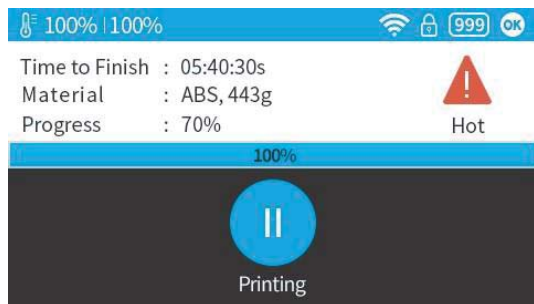 100% | 100% 999 OK
Time to Finish : 05:40:30s
Material : ABS, 443g
Progress : 70%
Hot
100%
Printing